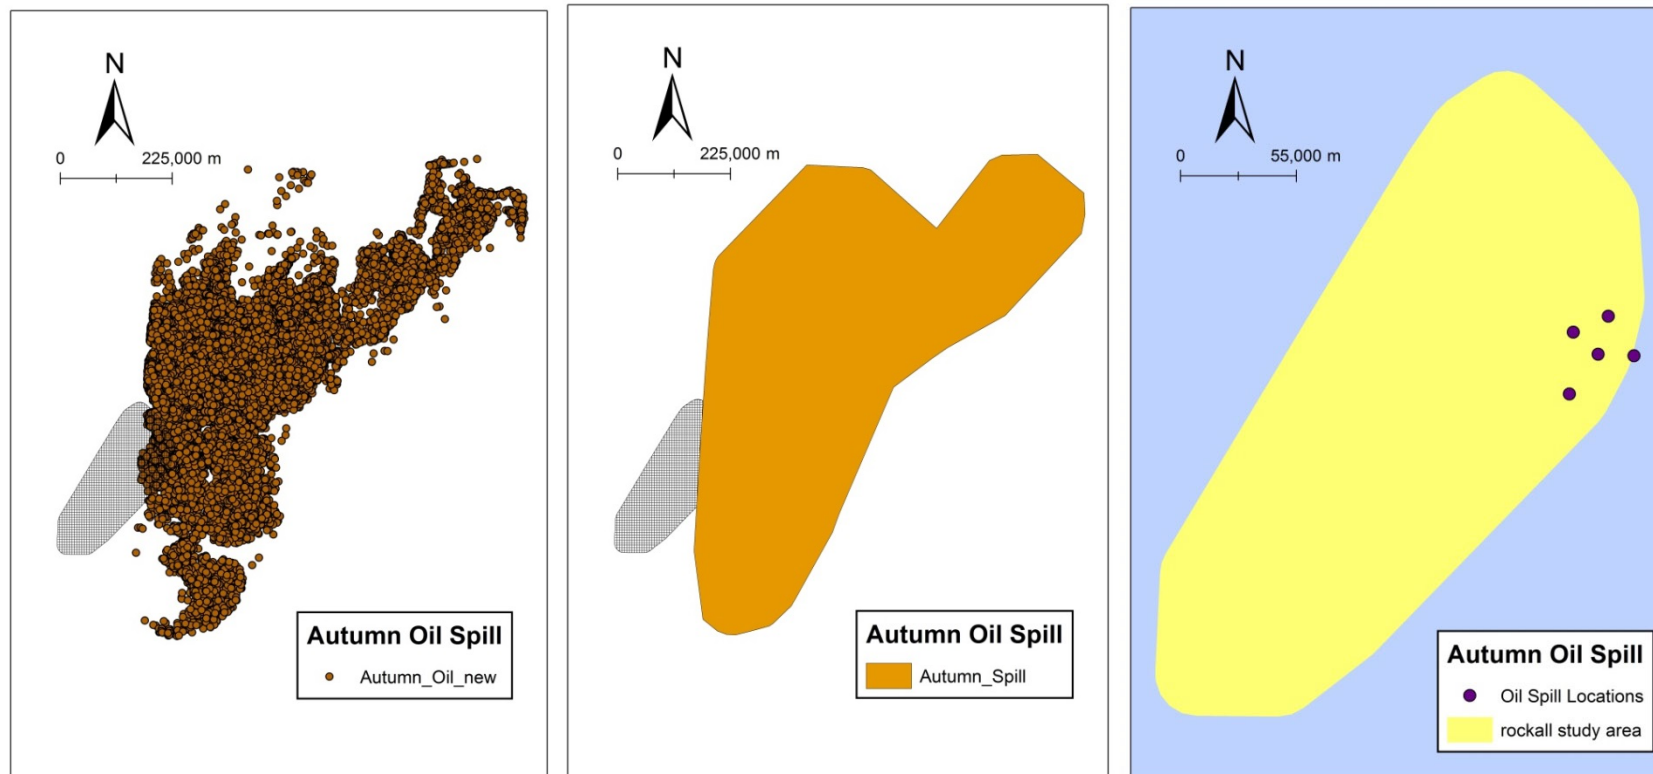 N
0 225,000 m
Autumn Oil Spill
Autumn_Oil_new
N
0 225,000 m
Autumn Oil Spill
Autumn_Spill
N
0 55,000 m
Autumn Oil Spill
Oil Spill Locations
rockall study area